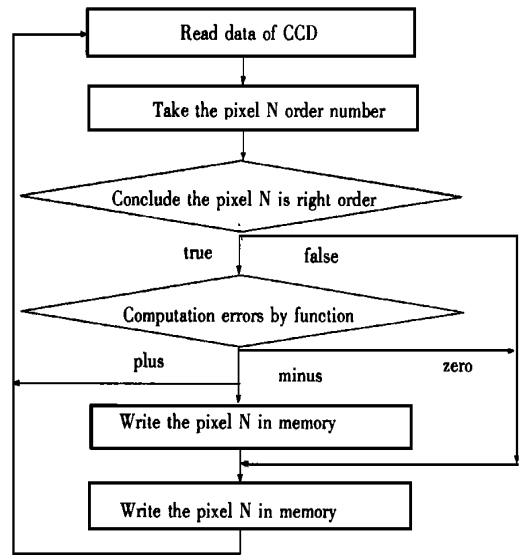 Read data of CCD
Take the pixel N order number
Conclude the pixel N is right order
true
false
Computation errors by function
plus
minus
zero
Write the pixel N in memory
Write the pixel N in memory